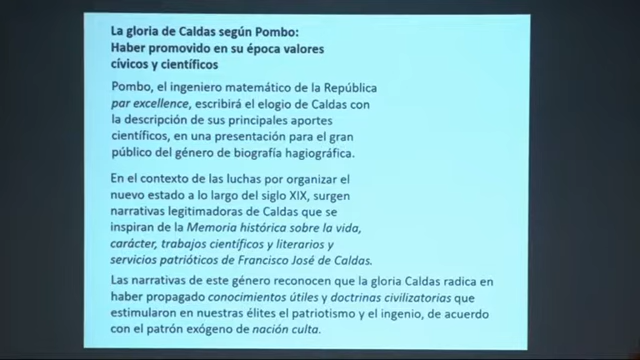 La gloria de Caldas según Pombo:
Haber promovido en su época valores
cívicos y científicos
Pombo, el ingeniero matemático de la República
par excellence, escribirá el elogio de Caldas con
la descripción de sus principales aportes
científicos, en una presentación para el gran
público del género de biografía hagiográfica.
En el contexto de las luchas por organizar el
nuevo estado a lo largo del siglo XIX, surgen
narrativas legitimadoras de Caldas que se
inspiran de la Memoria histórica sobre la vida,
carácter, trabajos científicos y literarios y
servicios patrióticos de Francisco José de Caldas.
Las narrativas de este género reconocen que la gloria Caldas radica en
haber propagado conocimientos útiles y doctrinas civilizatorias que
estimularon en nuestras élites el patriotismo y el ingenio, de acuerdo
con el patrón exógeno de nación culta.